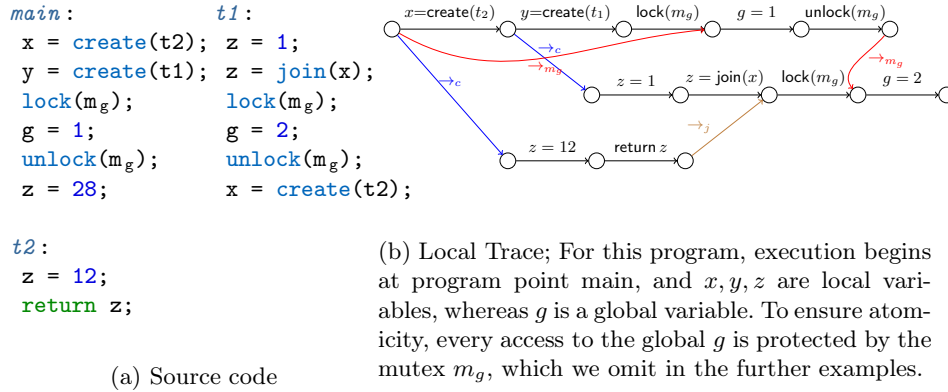 main:
x = create(t2);
y = create(t1);
lock(m_g);
g = 1;
unlock(m_g);
z = 28;
t1:
z = 1;
z = join(x);
lock(m_g);
g = 2;
unlock(m_g);
x = create(t2);
t2:
z = 12;
return z;
(a) Source code
x=create(t₂) y=create(t₁) lock(m_g) g = 1 unlock(m_g)
→c →m_g →c →m_g
z = 1 z = join(x) lock(m_g) g = 2
→j
z = 12 return z
(b) Local Trace; For this program, execution begins
at program point main, and x, y, z are local vari-
ables, whereas g is a global variable. To ensure atom-
icity, every access to the global g is protected by the
mutex m_g, which we omit in the further examples.